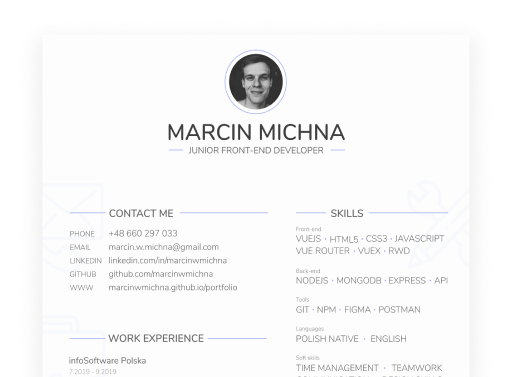 MARCIN MICHNA
JUNIOR FRONT-END DEVELOPER
CONTACT ME
PHONE +48 660 297 033
EMAIL marcin.w.michna@gmail.com
LINKEDIN linkedin.com/in/marcinwmichna
GITHUB github.com/marcinwmichna
WWW marcinwmichna.github.io/portfolio
WORK EXPERIENCE
infoSoftware Polska
7.2019 - 9.2019
SKILLS
Front-end
VUEJS · HTML5 · CSS3 · JAVASCRIPT
VUE ROUTER · VUEX · RWD
Back-end
NODEJS · MONGODB · EXPRESS · API
Tools
GIT · NPM · FIGMA · POSTMAN
Languages
POLISH NATIVE · ENGLISH
Soft skills
TIME MANAGEMENT · TEAMWORK